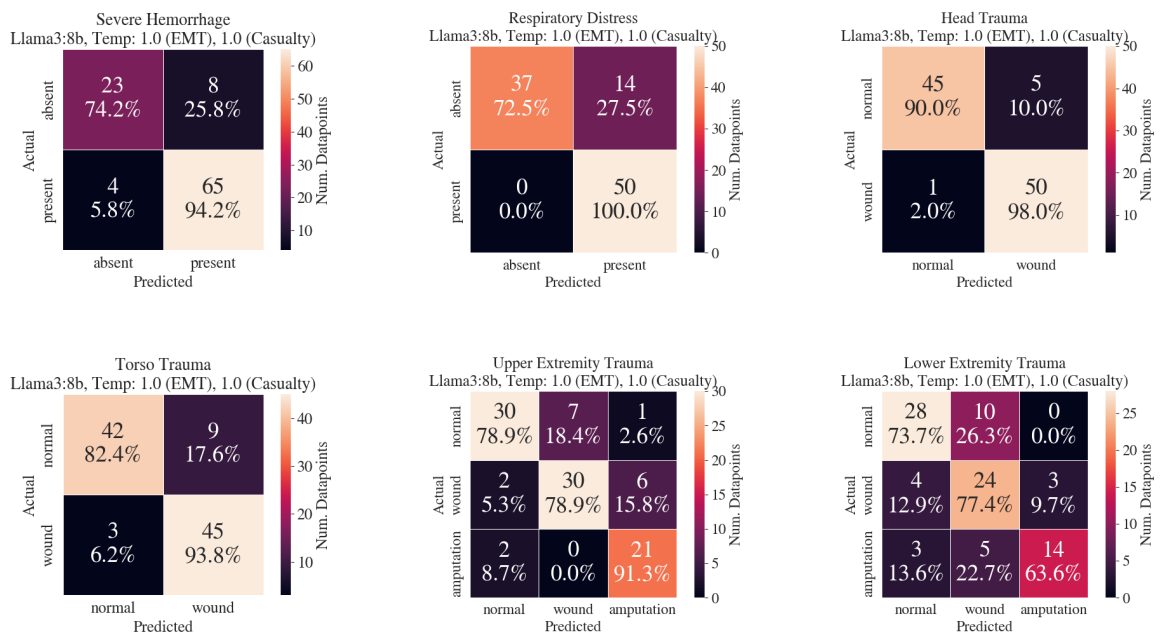 Severe Hemorrhage
Llama3:8b, Temp: 1.0 (EMT), 1.0 (Casualty)
23
74.2%
8
25.8%
4
5.8%
65
94.2%
absent
present
Actual
absent
present
Predicted
60
50
40
30
20
10
Num. Datapoints
Respiratory Distress
Llama3:8b, Temp: 1.0 (EMT), 1.0 (Casualty)
37
72.5%
14
27.5%
0
0.0%
50
100.0%
absent
present
Actual
absent
present
Predicted
50
40
30
20
10
0
Num. Datapoints
Head Trauma
Llama3:8b, Temp: 1.0 (EMT), 1.0 (Casualty)
45
90.0%
5
10.0%
1
2.0%
50
98.0%
normal
wound
Actual
normal
wound
Predicted
50
40
30
20
10
Num. Datapoints
Torso Trauma
Llama3:8b, Temp: 1.0 (EMT), 1.0 (Casualty)
42
82.4%
9
17.6%
3
6.2%
45
93.8%
normal
wound
Actual
normal
wound
Predicted
40
30
20
10
Num. Datapoints
Upper Extremity Trauma
Llama3:8b, Temp: 1.0 (EMT), 1.0 (Casualty)
30
78.9%
7
18.4%
1
2.6%
2
5.3%
30
78.9%
6
15.8%
2
8.7%
0
0.0%
21
91.3%
normal
wound
amputation
Actual
normal
wound
amputation
Predicted
30
25
20
15
10
5
0
Num. Datapoints
Lower Extremity Trauma
Llama3:8b, Temp: 1.0 (EMT), 1.0 (Casualty)
28
73.7%
10
26.3%
0
0.0%
4
12.9%
24
77.4%
3
9.7%
3
13.6%
5
22.7%
14
63.6%
normal
wound
amputation
Actual
normal
wound
amputation
Predicted
25
20
15
10
5
0
Num. Datapoints